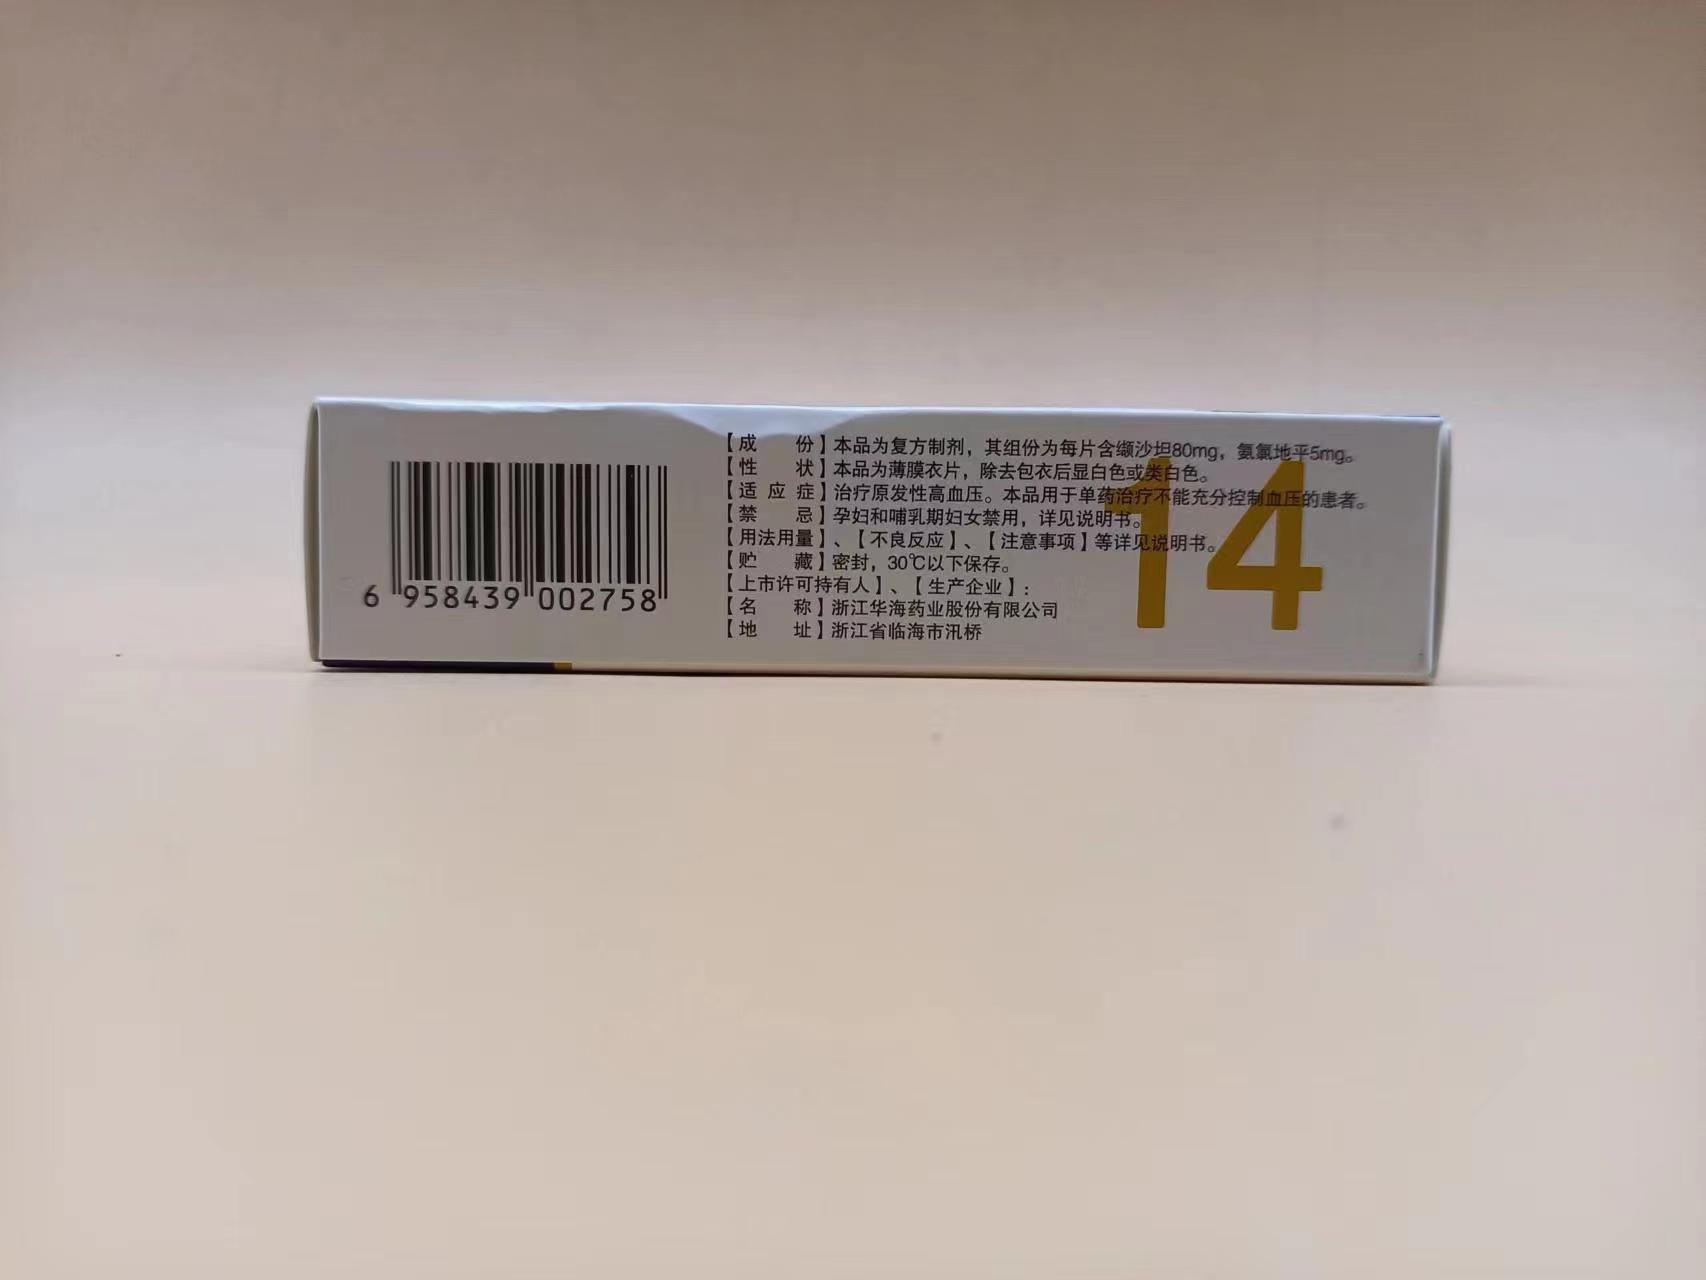 6 958439 002758
【成 份】本品为复方制剂，其组份为每片含缬沙坦80mg，氨氯地平5mg。
【性 状】本品为薄膜衣片，除去包衣后显白色或类白色。
【适 应 症】治疗原发性高血压。本品用于单药治疗不能充分控制血压的患者。
【禁 忌】孕妇和哺乳期妇女禁用，详见说明书。
【用法用量】、【不良反应】、【注意事项】等详见说明书。
【贮 藏】密封，30℃以下保存。
【上市许可持有人】、【生产企业】:
【名 称】浙江华海药业股份有限公司
【地 址】浙江省临海市汛桥
14